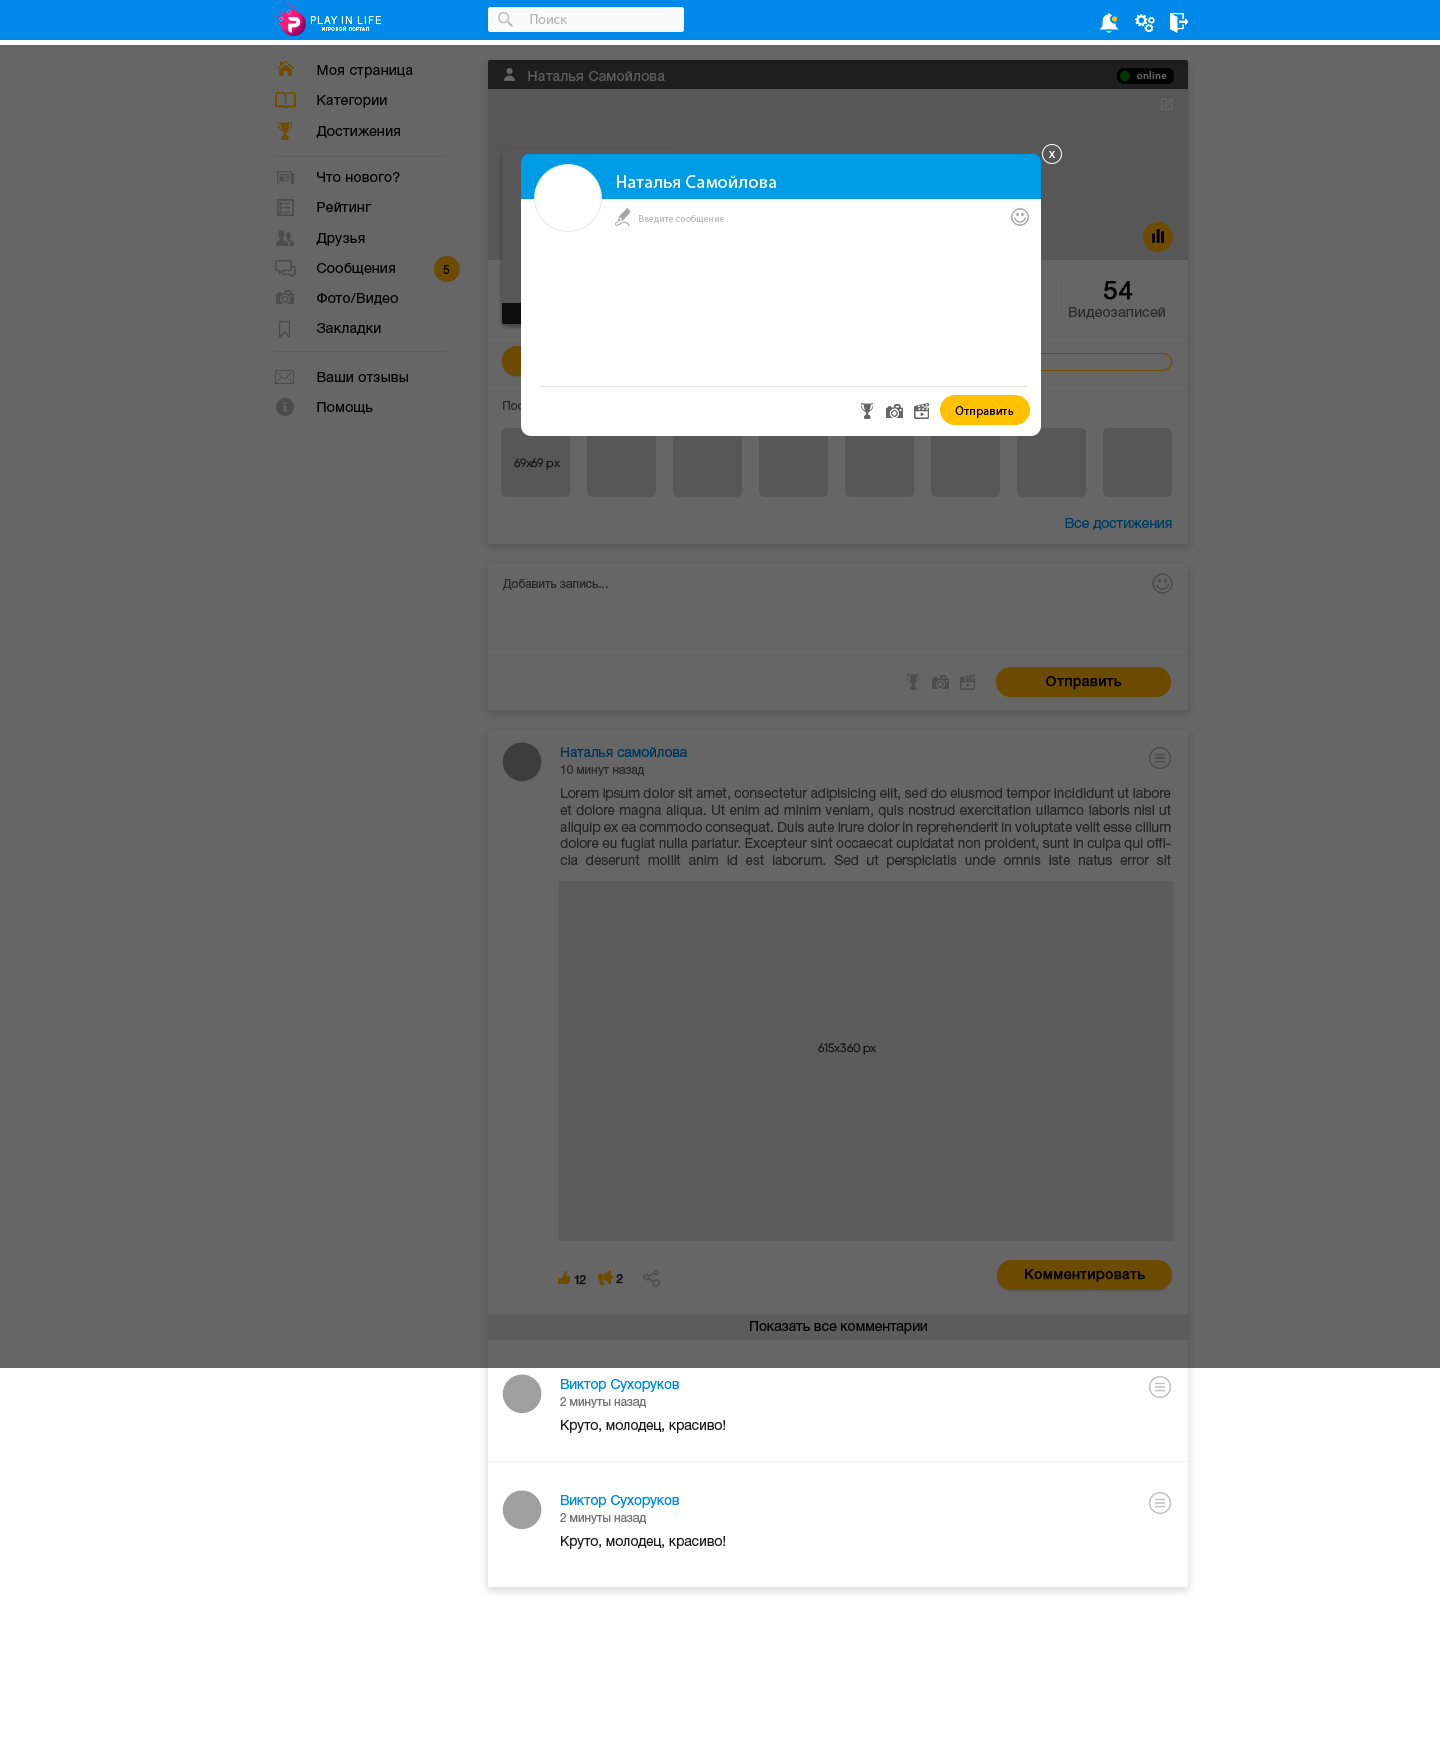 PLAY IN LIFE
ИГРОВОЙ ПОРТАЛ
Поиск
Моя страница
Категории
Достижения
Что нового?
Рейтинг
Друзья
Сообщения
5
Фото/Видео
Закладки
Ваши отзывы
Помощь
Наталья Самойлова
online
x
Наталья Самойлова
Введите сообщение
Отправить
54
Видеозаписей
69x69 px
Все достижения
Добавить запись...
Отправить
Наталья самойлова
10 минут назад
Lorem ipsum dolor sit amet, consectetur adipisicing elit, sed do eiusmod tempor incididunt ut labore
et dolore magna aliqua. Ut enim ad minim veniam, quis nostrud exercitation ullamco laboris nisi ut
aliquip ex ea commodo consequat. Duis aute irure dolor in reprehenderit in voluptate velit esse cillum
dolore eu fugiat nulla pariatur. Excepteur sint occaecat cupidatat non proident, sunt in culpa qui offi-
cia deserunt mollit anim id est laborum. Sed ut perspiciatis unde omnis iste natus error sit
615x360 px
12
2
Комментировать
Показать все комментарии
Виктор Сухоруков
2 минуты назад
Круто, молодец, красиво!
Виктор Сухоруков
2 минуты назад
Круто, молодец, красиво!